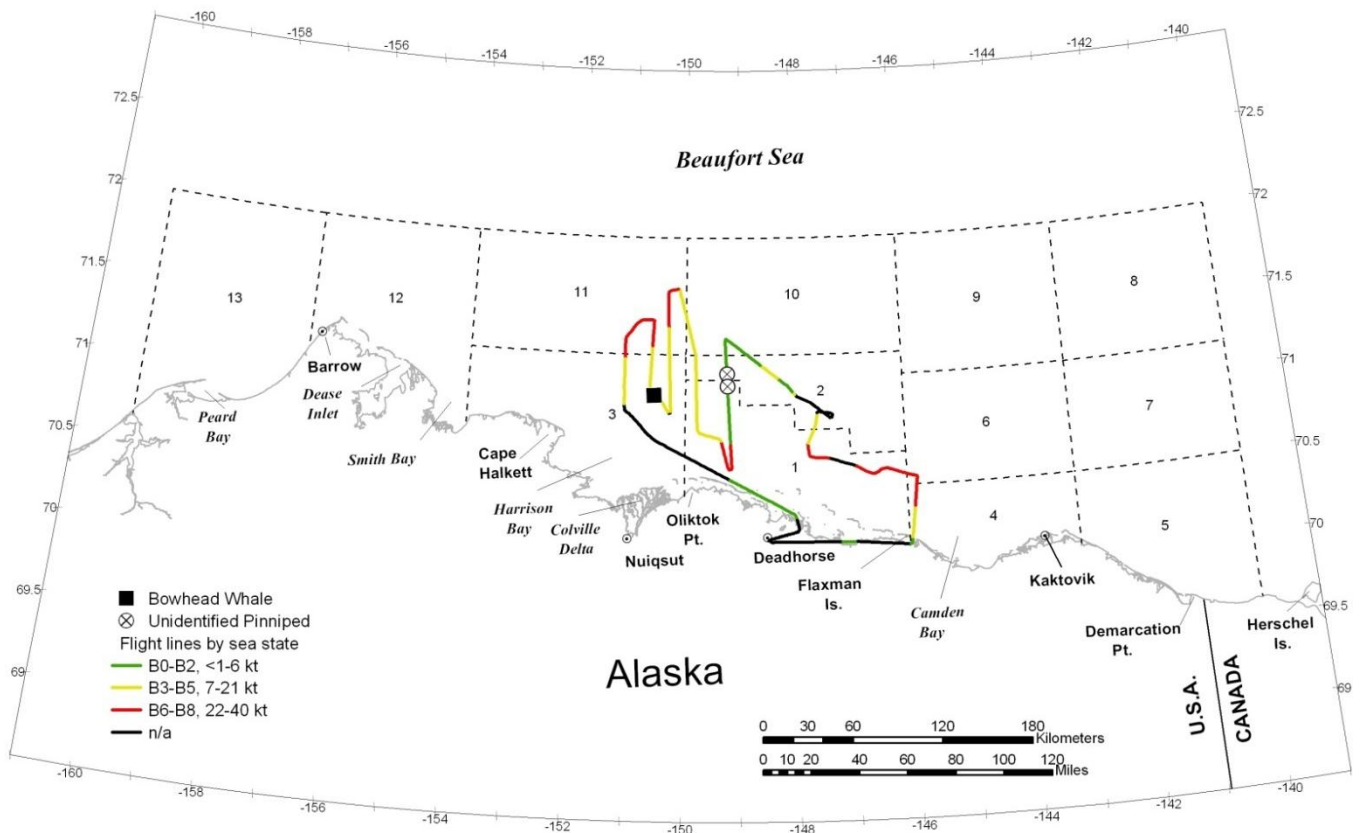 -160
-158
-156
-154
-152
-150
-148
-146
-144
-142
-140
72.5
72.5
72
72
Beaufort Sea
71.5
71.5
13
12
11
10
9
8
71
71
Barrow
Dease
Inlet
Peard
Bay
2
3
6
7
70.5
70.5
Smith Bay
Cape
Halkett
1
Harrison
Bay
Colville
Delta
Oliktok
Pt.
4
5
70
70
Nuiqsut
Deadhorse
Flaxman
Is.
Kaktovik
Camden
Bay
Demarcation
Pt.
Herschel
Is.
69.5
69.5
Bowhead Whale
Unidentified Pinniped
Flight lines by sea state
B0-B2, <1-6 kt
B3-B5, 7-21 kt
B6-B8, 22-40 kt
n/a
Alaska
U.S.A.
CANADA
69
69
0 30 60 120 180
Kilometers
0 10 20 40 60 80 100 120
Miles
-160
-158
-156
-154
-152
-150
-148
-146
-144
-142
-140